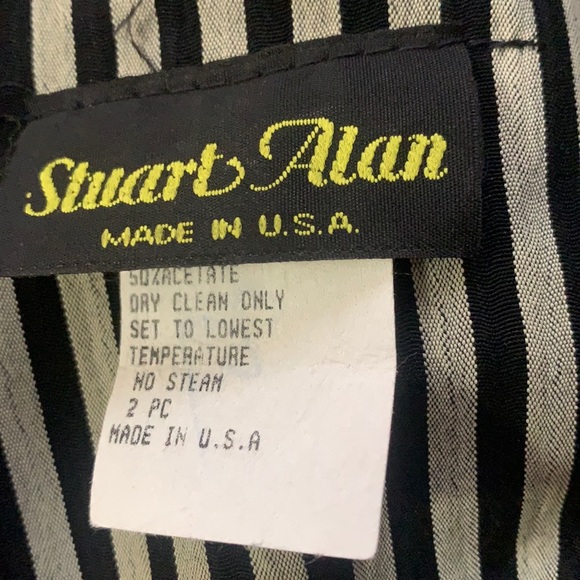 Stuart Alan
MADE IN U.S.A.
50%ACETATE
DRY CLEAN ONLY
SET TO LOWEST
TEMPERATURE
NO STEAM
2 PC
MADE IN U.S.A